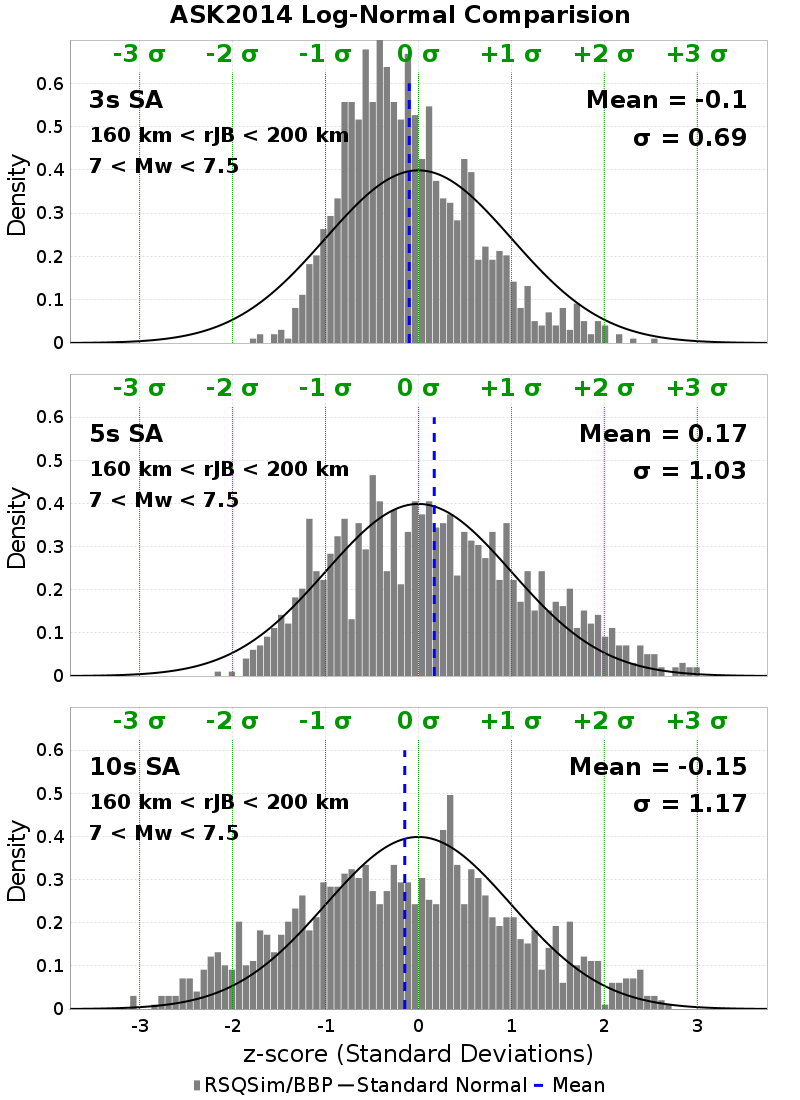 ASK2014 Log-Normal Comparision
-3 σ -2 σ -1 σ 0 σ +1 σ +2 σ +3 σ
3s SA
Mean = -0.1
160 km < rJB < 200 km
σ = 0.69
7 < Mw < 7.5
Density
0.6
0.5
0.4
0.3
0.2
0.1
0
-3 σ -2 σ -1 σ 0 σ +1 σ +2 σ +3 σ
5s SA
Mean = 0.17
160 km < rJB < 200 km
σ = 1.03
7 < Mw < 7.5
Density
0.6
0.5
0.4
0.3
0.2
0.1
0
-3 σ -2 σ -1 σ 0 σ +1 σ +2 σ +3 σ
10s SA
Mean = -0.15
160 km < rJB < 200 km
σ = 1.17
7 < Mw < 7.5
Density
0.6
0.5
0.4
0.3
0.2
0.1
0
-3 -2 -1 0 1 2 3
z-score (Standard Deviations)
RSQSim/BBP Standard Normal Mean